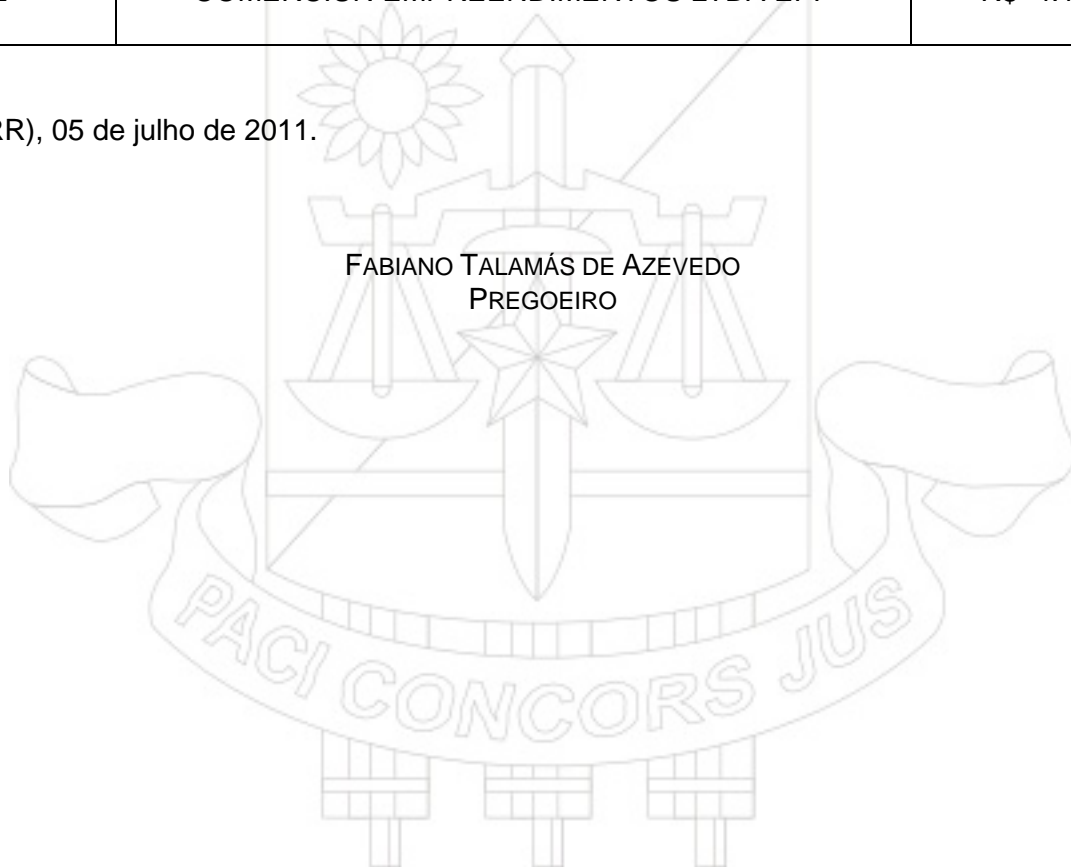 R$
RR), 05 de julho de 2011.
FABIANO TALAMÁS DE AZEVEDO
PREGOEIRO
PACI CONCORS JUS